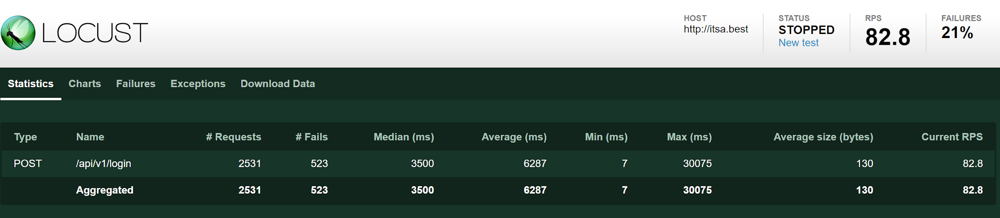 LOCUST
HOST
http://itsa.best
STATUS
STOPPED
New test
RPS
82.8
FAILURES
21%
Statistics Charts Failures Exceptions Download Data
Type Name # Requests # Fails Median (ms) Average (ms) Min (ms) Max (ms) Average size (bytes) Current RPS
POST /api/v1/login 2531 523 3500 6287 7 30075 130 82.8
Aggregated 2531 523 3500 6287 7 30075 130 82.8